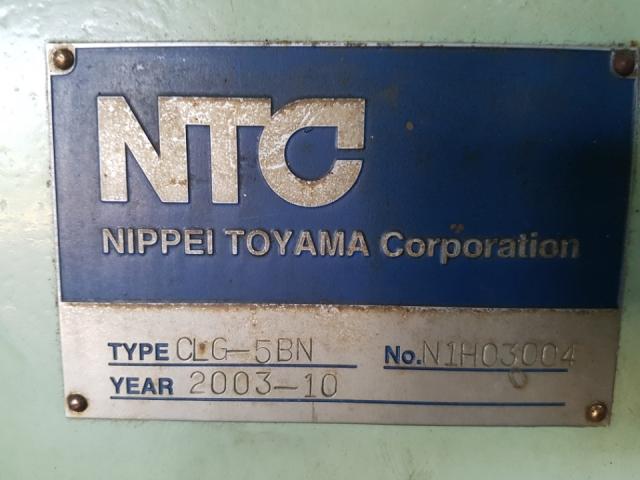 NTC
NIPPEI TOYAMA Corporation
TYPE CLG-5BN No. N1H03004
YEAR 2003-10